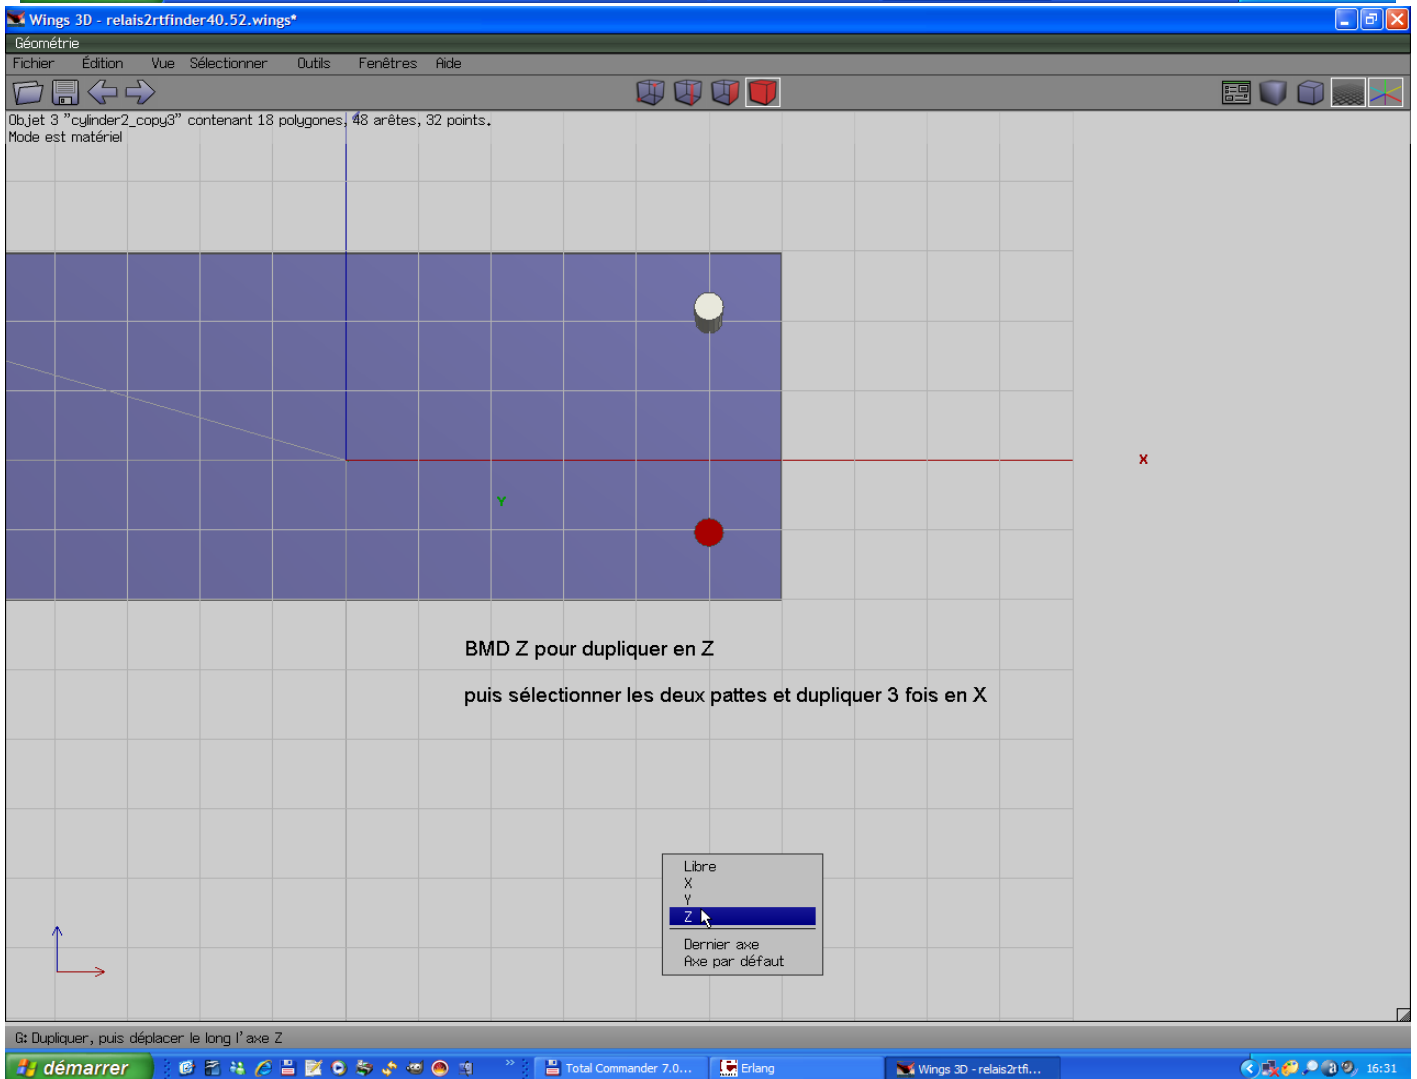 Wings 3D - relais2rtfinder40.52.wings*
Géométrie
Fichier Édition Vue Sélectionner Outils Fenêtres Aide
Objet 3 "cylinder2_copy3" contenant 18 polygones, 48 arêtes, 32 points.
Mode est matériel
X
Y
BMD Z pour dupliquer en Z
puis sélectionner les deux pattes et dupliquer 3 fois en X
Libre
X
Y
Z
Dernier axe
Axe par défaut
G: Dupliquer, puis déplacer le long l'axe Z
démarrer
Total Commander 7.0...
Erlang
Wings 3D - relais2rtfi...
16:31